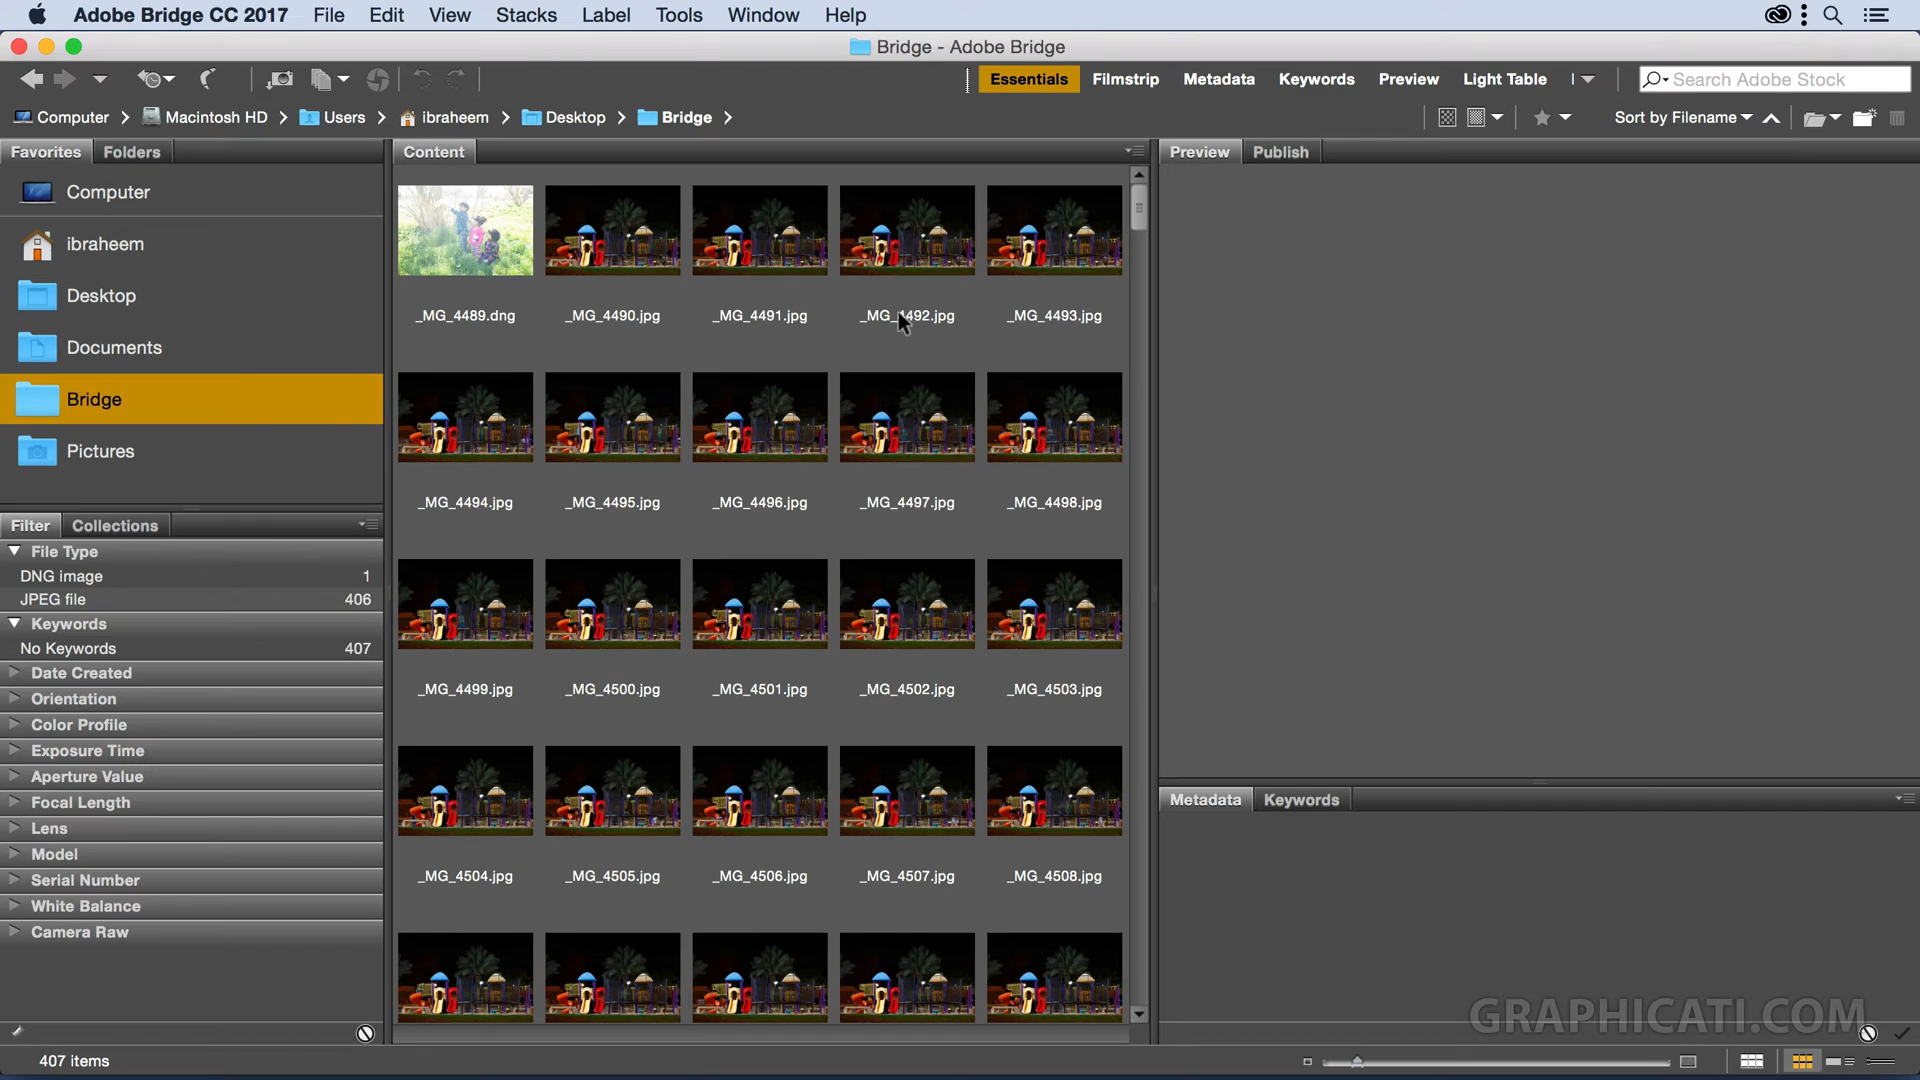 Adobe Bridge CC 2017 File Edit View Stacks Label Tools Window Help
Bridge - Adobe Bridge
Essentials Filmstrip Metadata Keywords Preview Light Table Search Adobe Stock
Computer Macintosh HD Users ibraheem Desktop Bridge Sort by Filename
Favorites Folders
Computer
ibraheem
Desktop
Documents
Bridge
Pictures
Filter Collections
File Type
DNG image 1
JPEG file 406
Keywords
No Keywords 407
Date Created
Orientation
Color Profile
Exposure Time
Aperture Value
Focal Length
Lens
Model
Serial Number
White Balance
Camera Raw
407 items
Content
_MG_4489.dng _MG_4490.jpg _MG_4491.jpg _MG_4492.jpg _MG_4493.jpg
_MG_4494.jpg _MG_4495.jpg _MG_4496.jpg _MG_4497.jpg _MG_4498.jpg
_MG_4499.jpg _MG_4500.jpg _MG_4501.jpg _MG_4502.jpg _MG_4503.jpg
_MG_4504.jpg _MG_4505.jpg _MG_4506.jpg _MG_4507.jpg _MG_4508.jpg
Preview Publish
Metadata Keywords
GRAPHICATI.COM